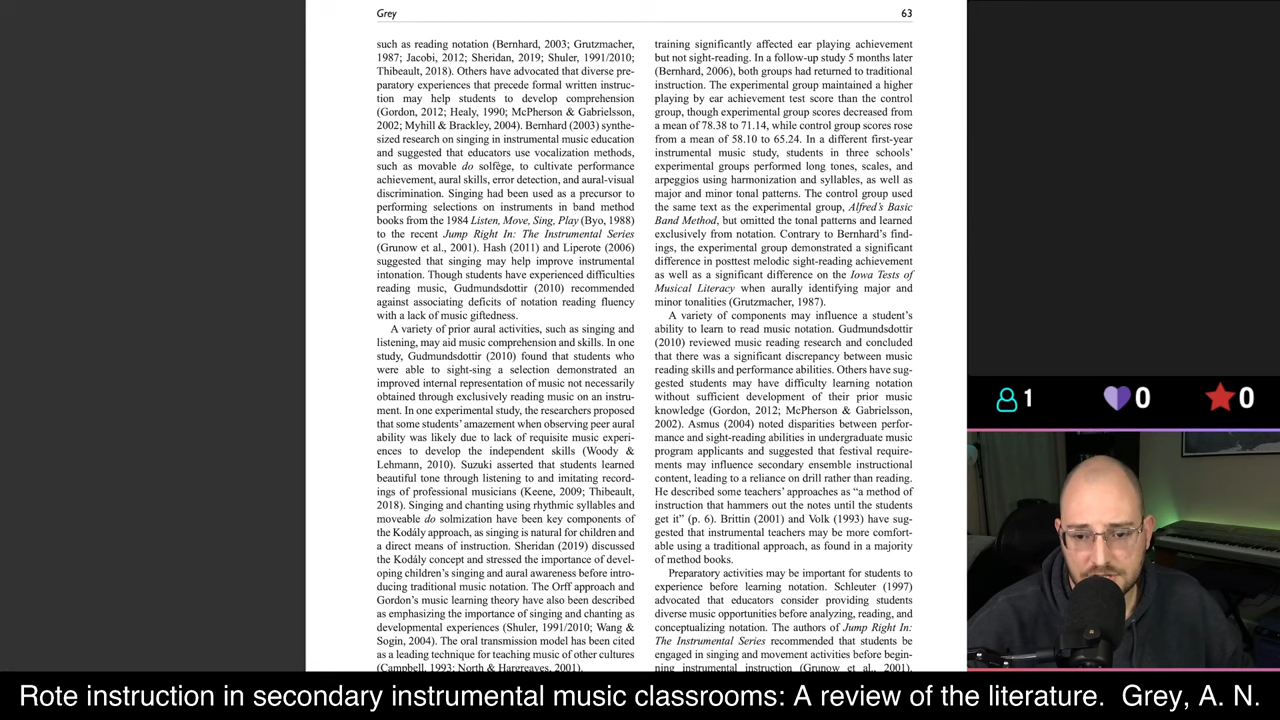 Grey
63
such as reading notation (Bernhard, 2003; Grutzmacher,
1987; Jacobi, 2012; Sheridan, 2019; Shuler, 1991/2010;
Thibeault, 2018). Others have advocated that diverse pre-
paratory experiences that precede formal written instruc-
tion may help students to develop comprehension
(Gordon, 2012; Healy, 1990; McPherson & Gabrielsson,
2002; Myhill & Brackley, 2004). Bernhard (2003) synthe-
sized research on singing in instrumental music education
and suggested that educators use vocalization methods,
such as movable do solfège, to cultivate performance
achievement, aural skills, error detection, and aural-visual
discrimination. Singing had been used as a precursor to
performing selections on instruments in band method
books from the 1984 Listen, Move, Sing, Play (Byo, 1988)
to the recent Jump Right In: The Instrumental Series
(Grunow et al., 2001). Hash (2011) and Liperote (2006)
suggested that singing may help improve instrumental
intonation. Though students have experienced difficulties
reading music, Gudmundsdottir (2010) recommended
against associating deficits of notation reading fluency
with a lack of music giftedness.
A variety of prior aural activities, such as singing and
listening, may aid music comprehension and skills. In one
study, Gudmundsdottir (2010) found that students who
were able to sight-sing a selection demonstrated an
improved internal representation of music not necessarily
obtained through exclusively reading music on an instru-
ment. In one experimental study, the researchers proposed
that some students' amazement when observing peer aural
ability was likely due to lack of requisite music experi-
ences to develop the independent skills (Woody &
Lehmann, 2010). Suzuki asserted that students learned
beautiful tone through listening to and imitating record-
ings of professional musicians (Keene, 2009; Thibeault,
2018). Singing and chanting using rhythmic syllables and
moveable do solmization have been key components of
the Kodály approach, as singing is natural for children and
a direct means of instruction. Sheridan (2019) discussed
the Kodály concept and stressed the importance of devel-
oping children's singing and aural awareness before intro-
ducing traditional music notation. The Orff approach and
Gordon's music learning theory have also been described
as emphasizing the importance of singing and chanting as
developmental experiences (Shuler, 1991/2010; Wang &
Sogin, 2004). The oral transmission model has been cited
as a leading technique for teaching music of other cultures
(Campbell, 1993; North & Hargreaves, 2001).
training significantly affected ear playing achievement
but not sight-reading. In a follow-up study 5 months later
(Bernhard, 2006), both groups had returned to traditional
instruction. The experimental group maintained a higher
playing by ear achievement test score than the control
group, though experimental group scores decreased from
a mean of 78.38 to 71.14, while control group scores rose
from a mean of 58.10 to 65.24. In a different first-year
instrumental music study, students in three schools'
experimental groups performed long tones, scales, and
arpeggios using harmonization and syllables, as well as
major and minor tonal patterns. The control group used
the same text as the experimental group, Alfred's Basic
Band Method, but omitted the tonal patterns and learned
exclusively from notation. Contrary to Bernhard's find-
ings, the experimental group demonstrated a significant
difference in posttest melodic sight-reading achievement
as well as a significant difference on the Iowa Tests of
Musical Literacy when aurally identifying major and
minor tonalities (Grutzmacher, 1987).
A variety of components may influence a student's
ability to learn to read music notation. Gudmundsdottir
(2010) reviewed music reading research and concluded
that there was a significant discrepancy between music
reading skills and performance abilities. Others have sug-
gested students may have difficulty learning notation
without sufficient development of their prior music
knowledge (Gordon, 2012; McPherson & Gabrielsson,
2002). Asmus (2004) noted disparities between perfor-
mance and sight-reading abilities in undergraduate music
program applicants and suggested that festival require-
ments may influence secondary ensemble instructional
content, leading to a reliance on drill rather than reading.
He described some teachers' approaches as “a method of
instruction that hammers out the notes until the students
get it” (p. 6). Brittin (2001) and Volk (1993) have sug-
gested that instrumental teachers may be more comfort-
able using a traditional approach, as found in a majority
of method books.
Preparatory activities may be important for students to
experience before learning notation. Schleuter (1997)
advocated that educators consider providing students
diverse music opportunities before analyzing, reading, and
conceptualizing notation. The authors of Jump Right In:
The Instrumental Series recommended that students be
engaged in singing and movement activities before begin-
ning instrumental instruction (Grunow et al., 2001).
1
0
0
Rote instruction in secondary instrumental music classrooms: A review of the literature. Grey, A. N.